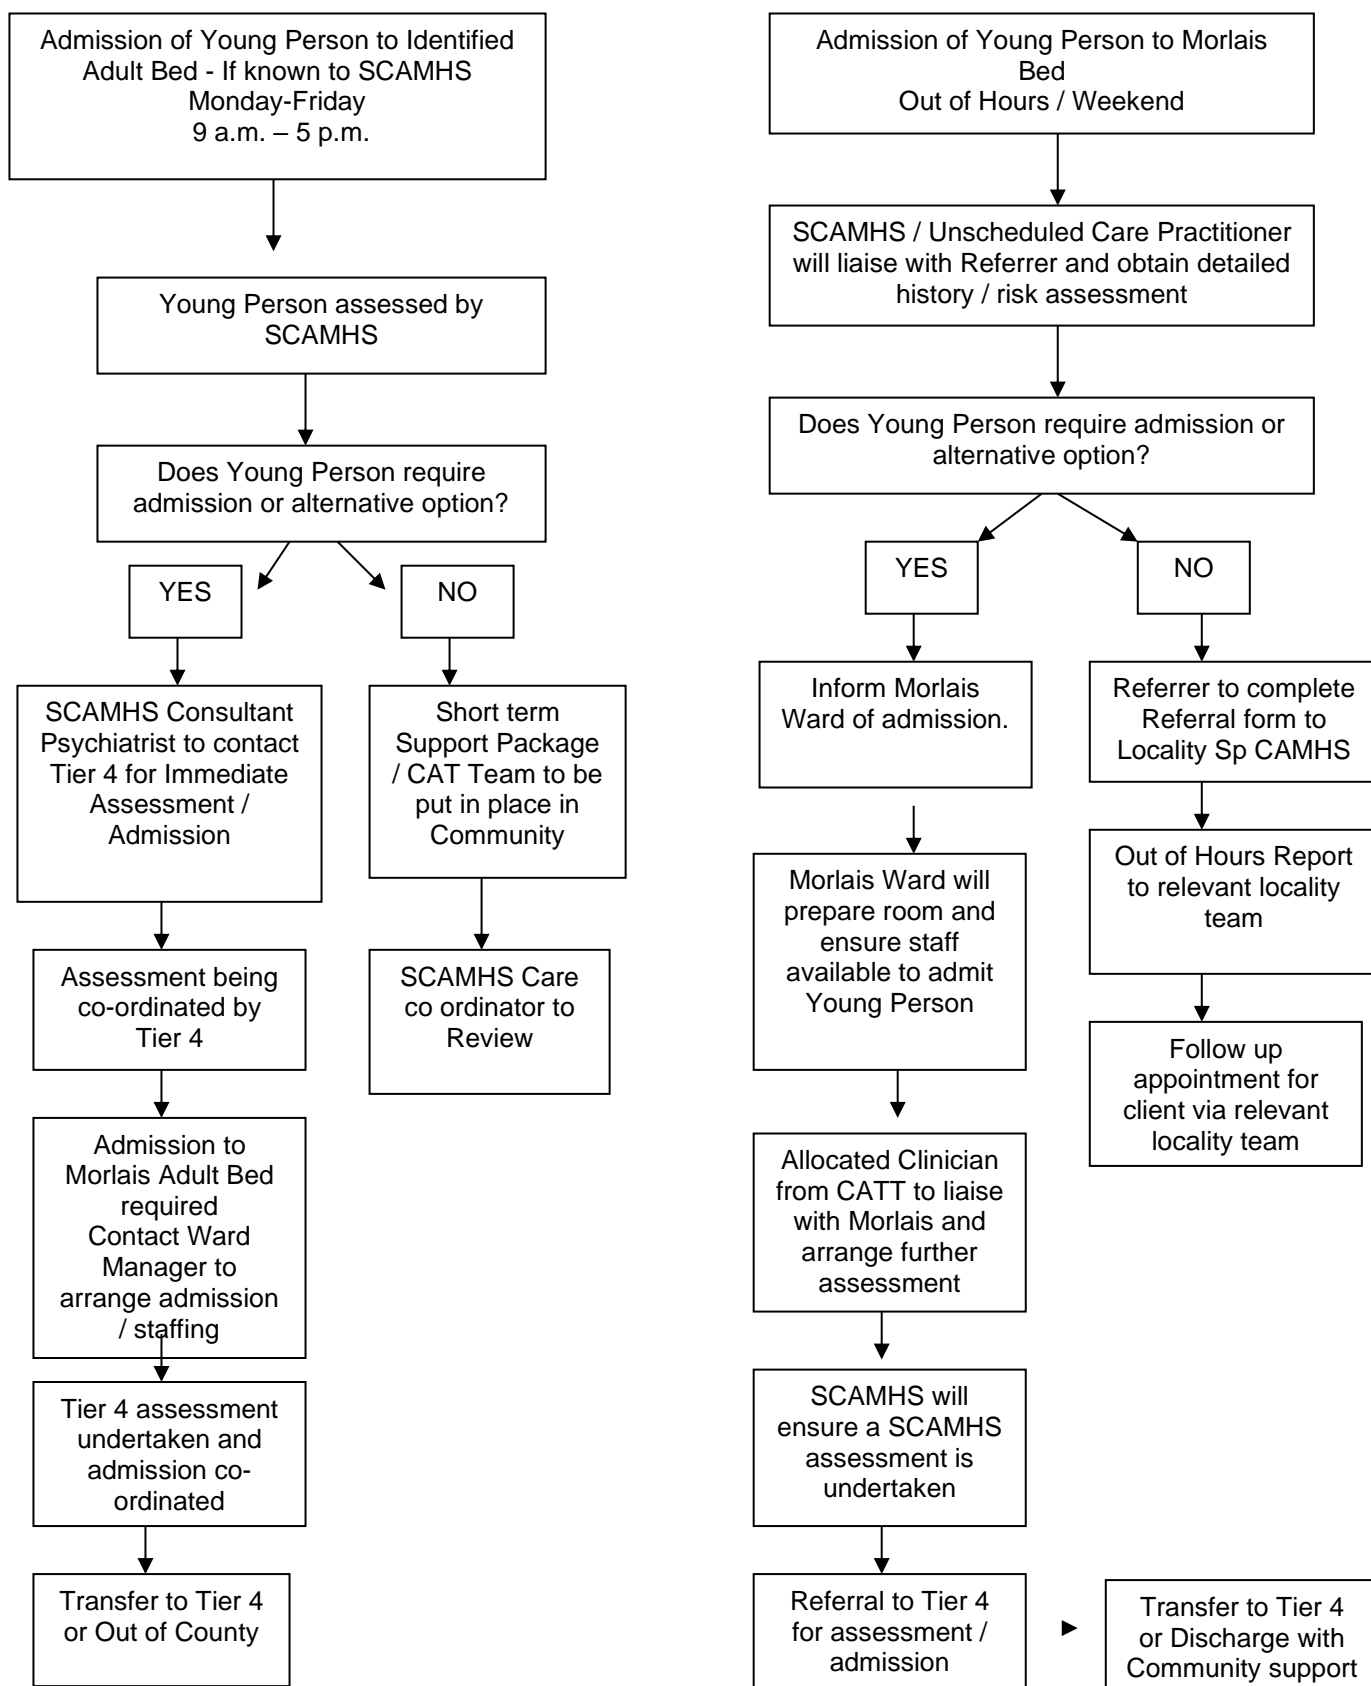 Admission of Young Person to Identified
Adult Bed - If known to SCAMHS
Monday-Friday
9 a.m. – 5 p.m.
Young Person assessed by
SCAMHS
Does Young Person require
admission or alternative option?
YES
NO
SCAMHS Consultant
Psychiatrist to contact
Tier 4 for Immediate
Assessment /
Admission
Short term
Support Package
/ CAT Team to be
put in place in
Community
Assessment being
co-ordinated by
Tier 4
SCAMHS Care
co ordinator to
Review
Admission to
Morlais Adult Bed
required
Contact Ward
Manager to
arrange admission
/ staffing
Tier 4 assessment
undertaken and
admission co-
ordinated
Transfer to Tier 4
or Out of County
Admission of Young Person to Morlais
Bed
Out of Hours / Weekend
SCAMHS / Unscheduled Care Practitioner
will liaise with Referrer and obtain detailed
history / risk assessment
Does Young Person require admission or
alternative option?
YES
NO
Inform Morlais
Ward of admission.
Referrer to complete
Referral form to
Locality Sp CAMHS
Morlais Ward will
prepare room and
ensure staff
available to admit
Young Person
Out of Hours Report
to relevant locality
team
Follow up
appointment for
client via relevant
locality team
Allocated Clinician
from CATT to liaise
with Morlais and
arrange further
assessment
SCAMHS will
ensure a SCAMHS
assessment is
undertaken
Referral to Tier 4
for assessment /
admission
Transfer to Tier 4
or Discharge with
Community support